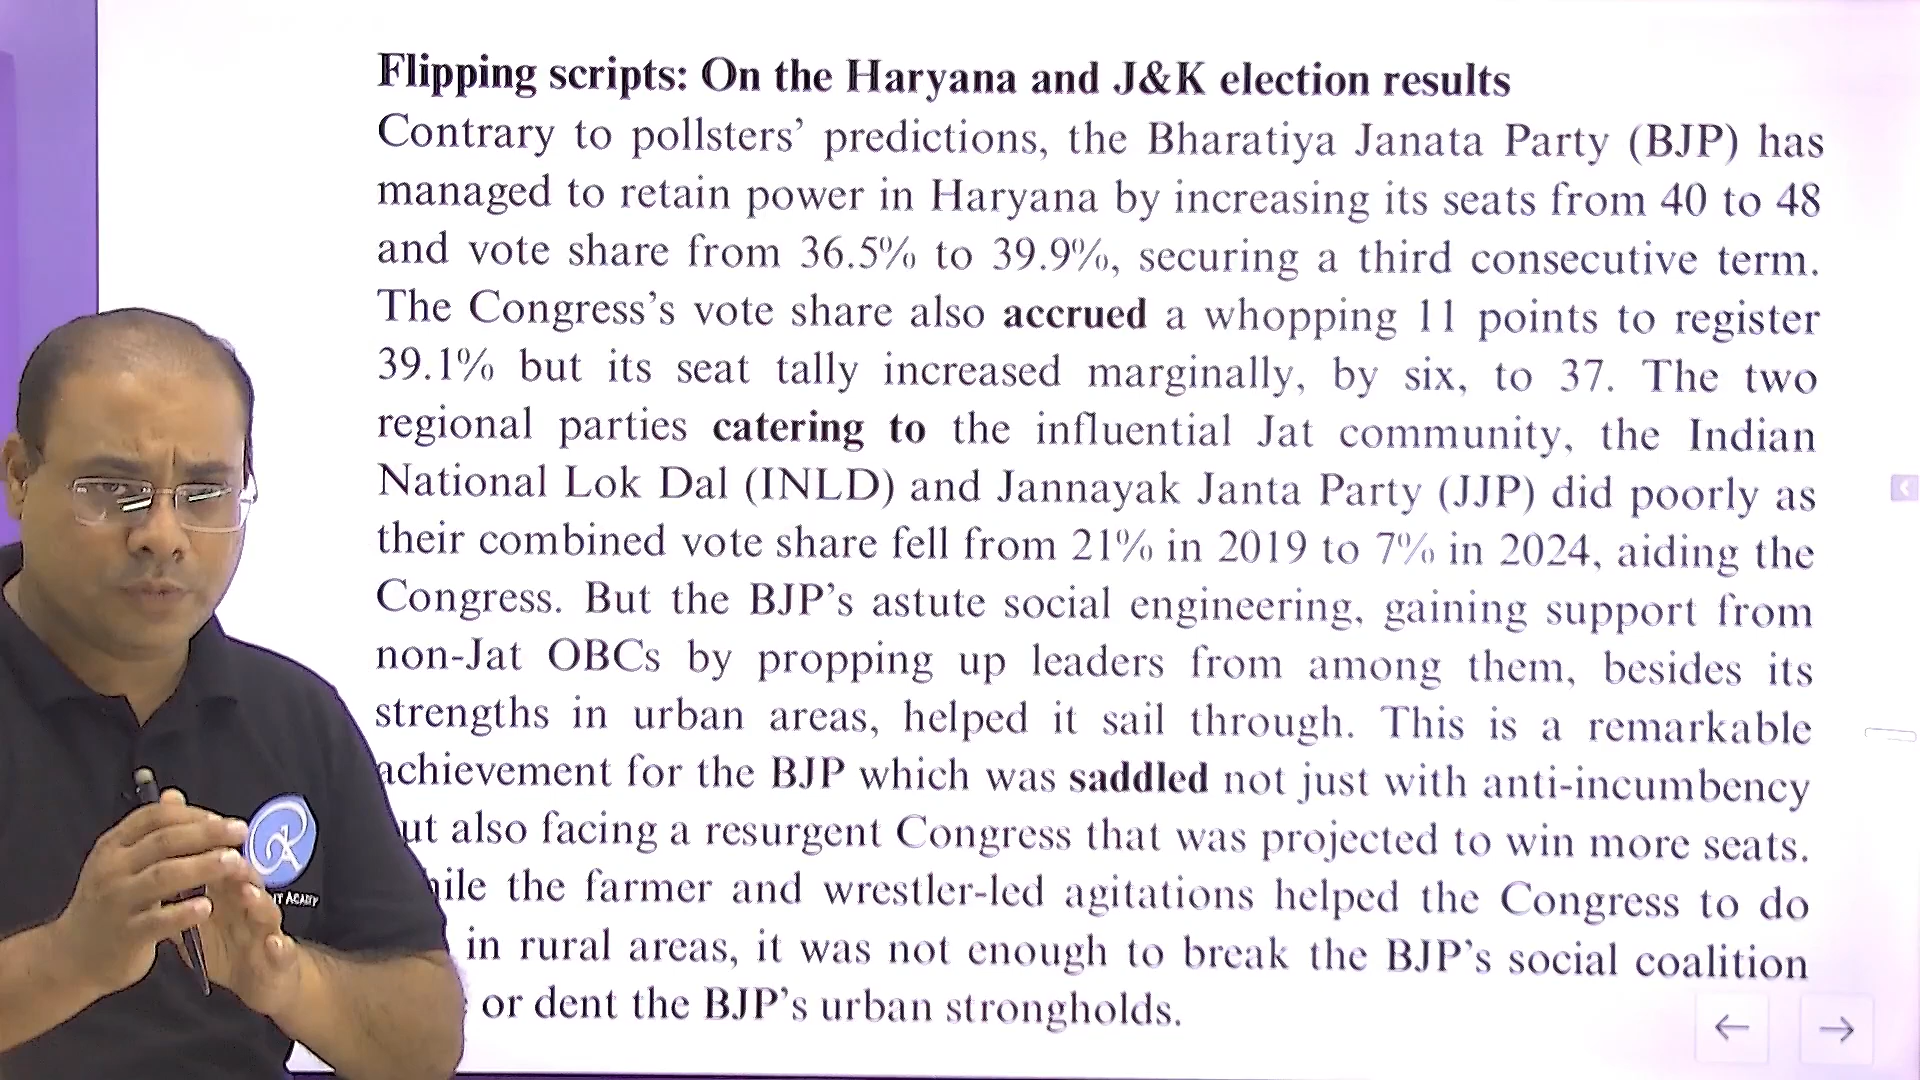 Flipping scripts: On the Haryana and J&K election results
Contrary to pollsters’ predictions, the Bharatiya Janata Party (BJP) has
managed to retain power in Haryana by increasing its seats from 40 to 48
and vote share from 36.5% to 39.9%, securing a third consecutive term.
The Congress’s vote share also accrued a whopping 11 points to register
39.1% but its seat tally increased marginally, by six, to 37. The two
regional parties catering to the influential Jat community, the Indian
National Lok Dal (INLD) and Jannayak Janta Party (JJP) did poorly as
their combined vote share fell from 21% in 2019 to 7% in 2024, aiding the
Congress. But the BJP’s astute social engineering, gaining support from
non-Jat OBCs by propping up leaders from among them, besides its
strengths in urban areas, helped it sail through. This is a remarkable
achievement for the BJP which was saddled not just with anti-incumbency
ut also facing a resurgent Congress that was projected to win more seats.
hile the farmer and wrestler-led agitations helped the Congress to do
in rural areas, it was not enough to break the BJP’s social coalition
or dent the BJP’s urban strongholds.